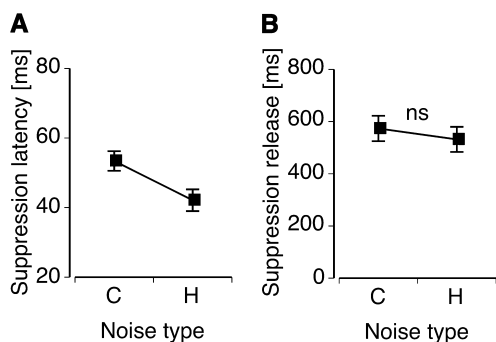 A
Suppression latency [ms]
80
60
40
20
C H
Noise type
B
Suppression release [ms]
800
600
400
200
0
ns
C H
Noise type